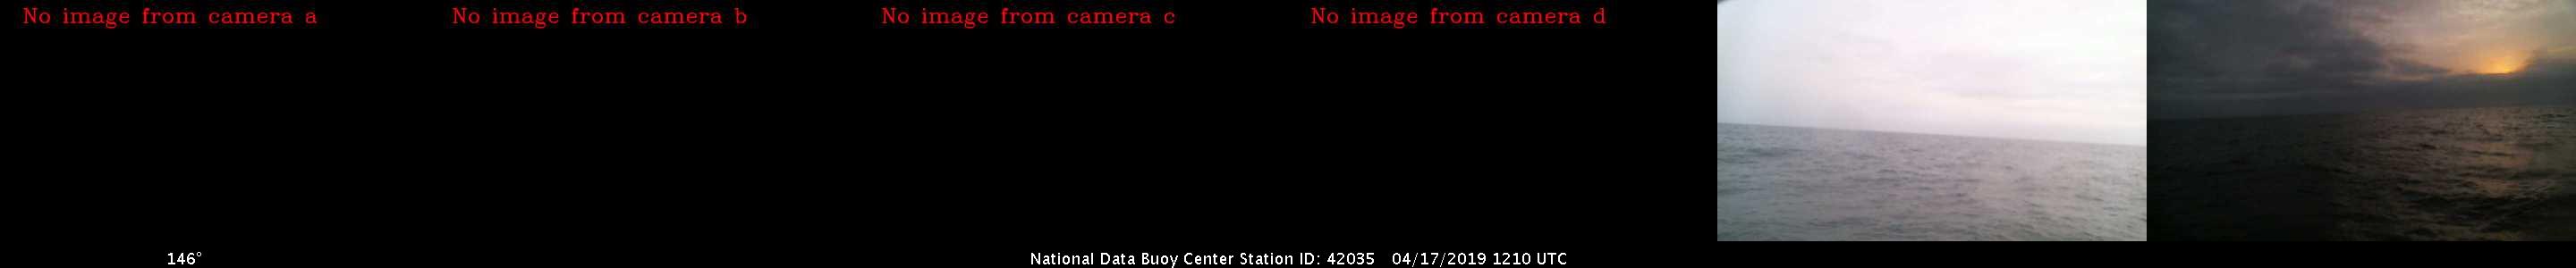 No image from camera a
No image from camera b
No image from camera c
No image from camera d
146°
National Data Buoy Center Station ID: 42035 04/17/2019 1210 UTC